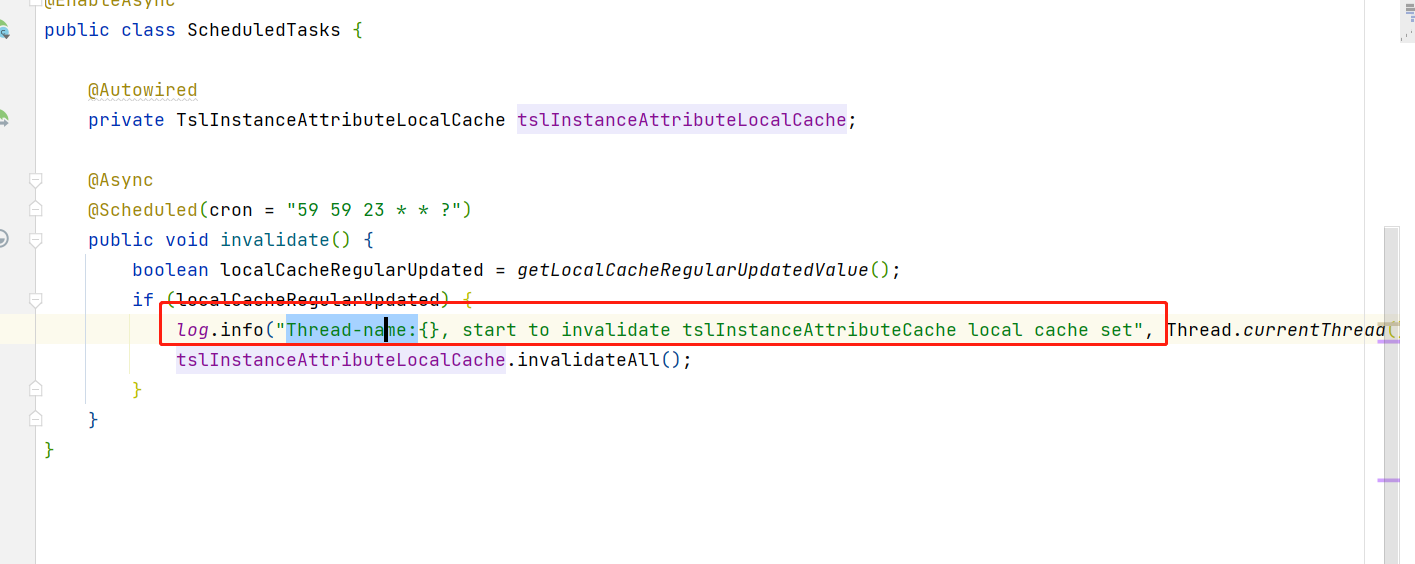 @EnableAsync
public class ScheduledTasks {
@Autowired
private TslInstanceAttributeLocalCache tslInstanceAttributeLocalCache;
@Async
@Scheduled(cron = "59 59 23 * * ?")
public void invalidate() {
boolean localCacheRegularUpdated = getLocalCacheRegularUpdatedValue();
if (localCacheRegularUpdated) {
log.info("Thread-name:{}, start to invalidate tslInstanceAttributeCache local cache set", Thread.currentThread(
tslInstanceAttributeLocalCache.invalidateAll();
}
}
}